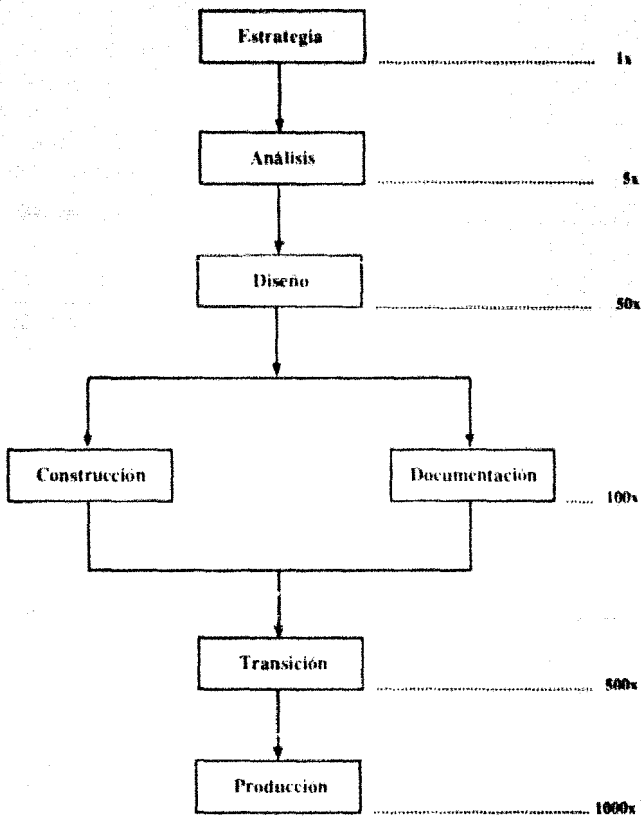 Estrategia
1x
Análisis
5x
Diseño
50x
Construcción
Documentación
100x
Transición
500x
Producción
1000x